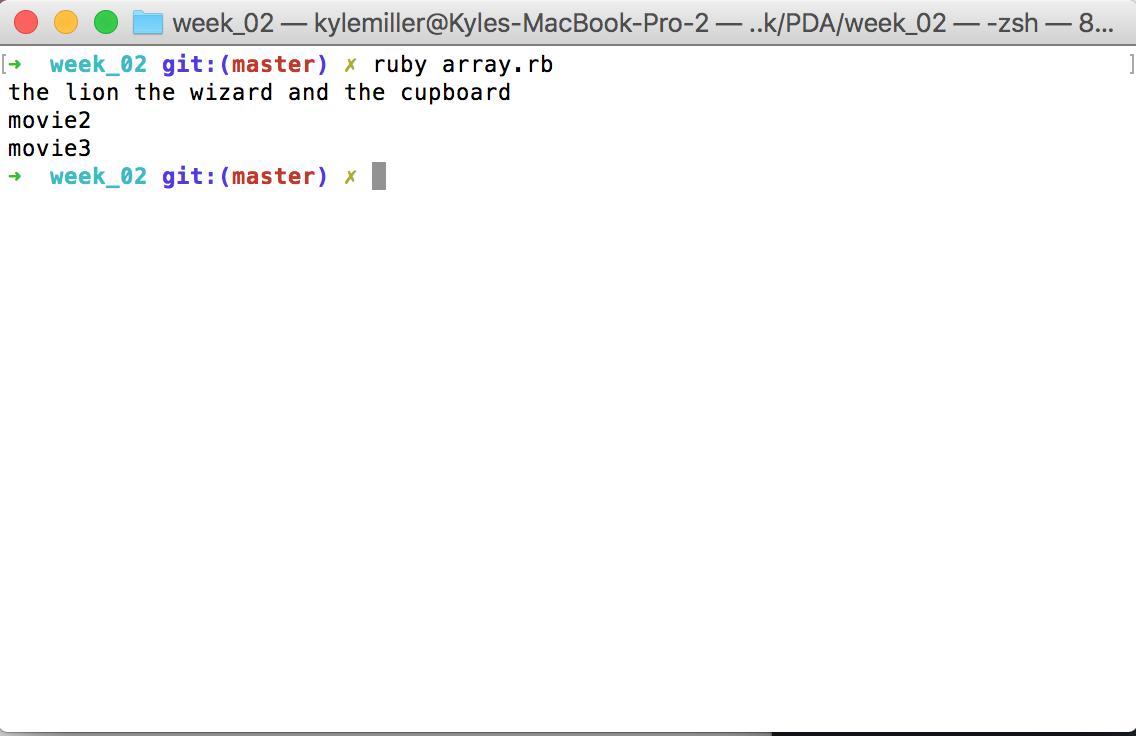 week_02 — kylemiller@Kyles-MacBook-Pro-2 — ..k/PDA/week_02 — -zsh — 8...
[➜ week_02 git:(master) ✗ ruby array.rb ]
the lion the wizard and the cupboard
movie2
movie3
➜ week_02 git:(master) ✗